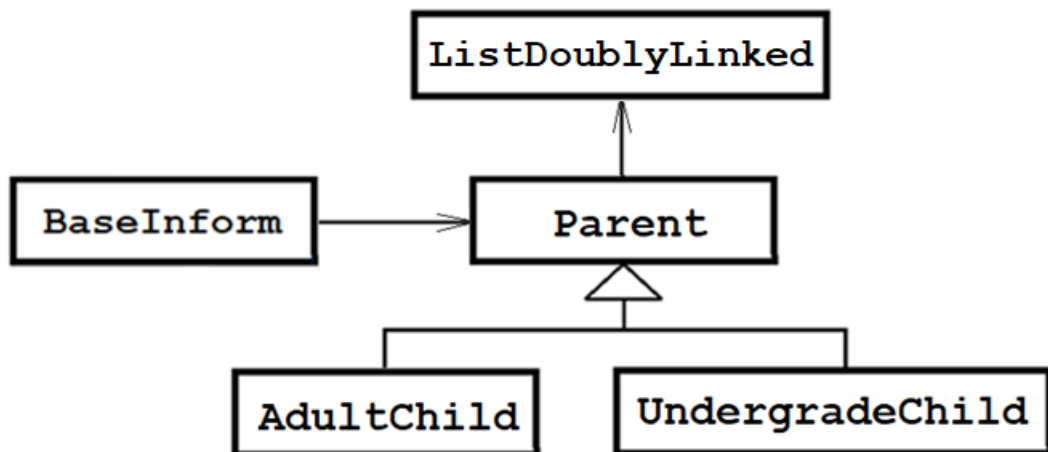 ListDoublyLinked
BaseInform
Parent
AdultChild
UndergradeChild